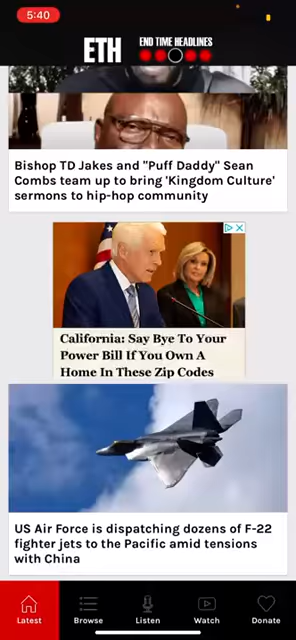 5:40
ETH
END TIME HEADLINES
Bishop TD Jakes and "Puff Daddy" Sean
Combs team up to bring 'Kingdom Culture'
sermons to hip-hop community
California: Say Bye To Your
Power Bill If You Own A
Home In These Zip Codes
US Air Force is dispatching dozens of F-22
fighter jets to the Pacific amid tensions
with China
Latest
Browse
Listen
Watch
Donate